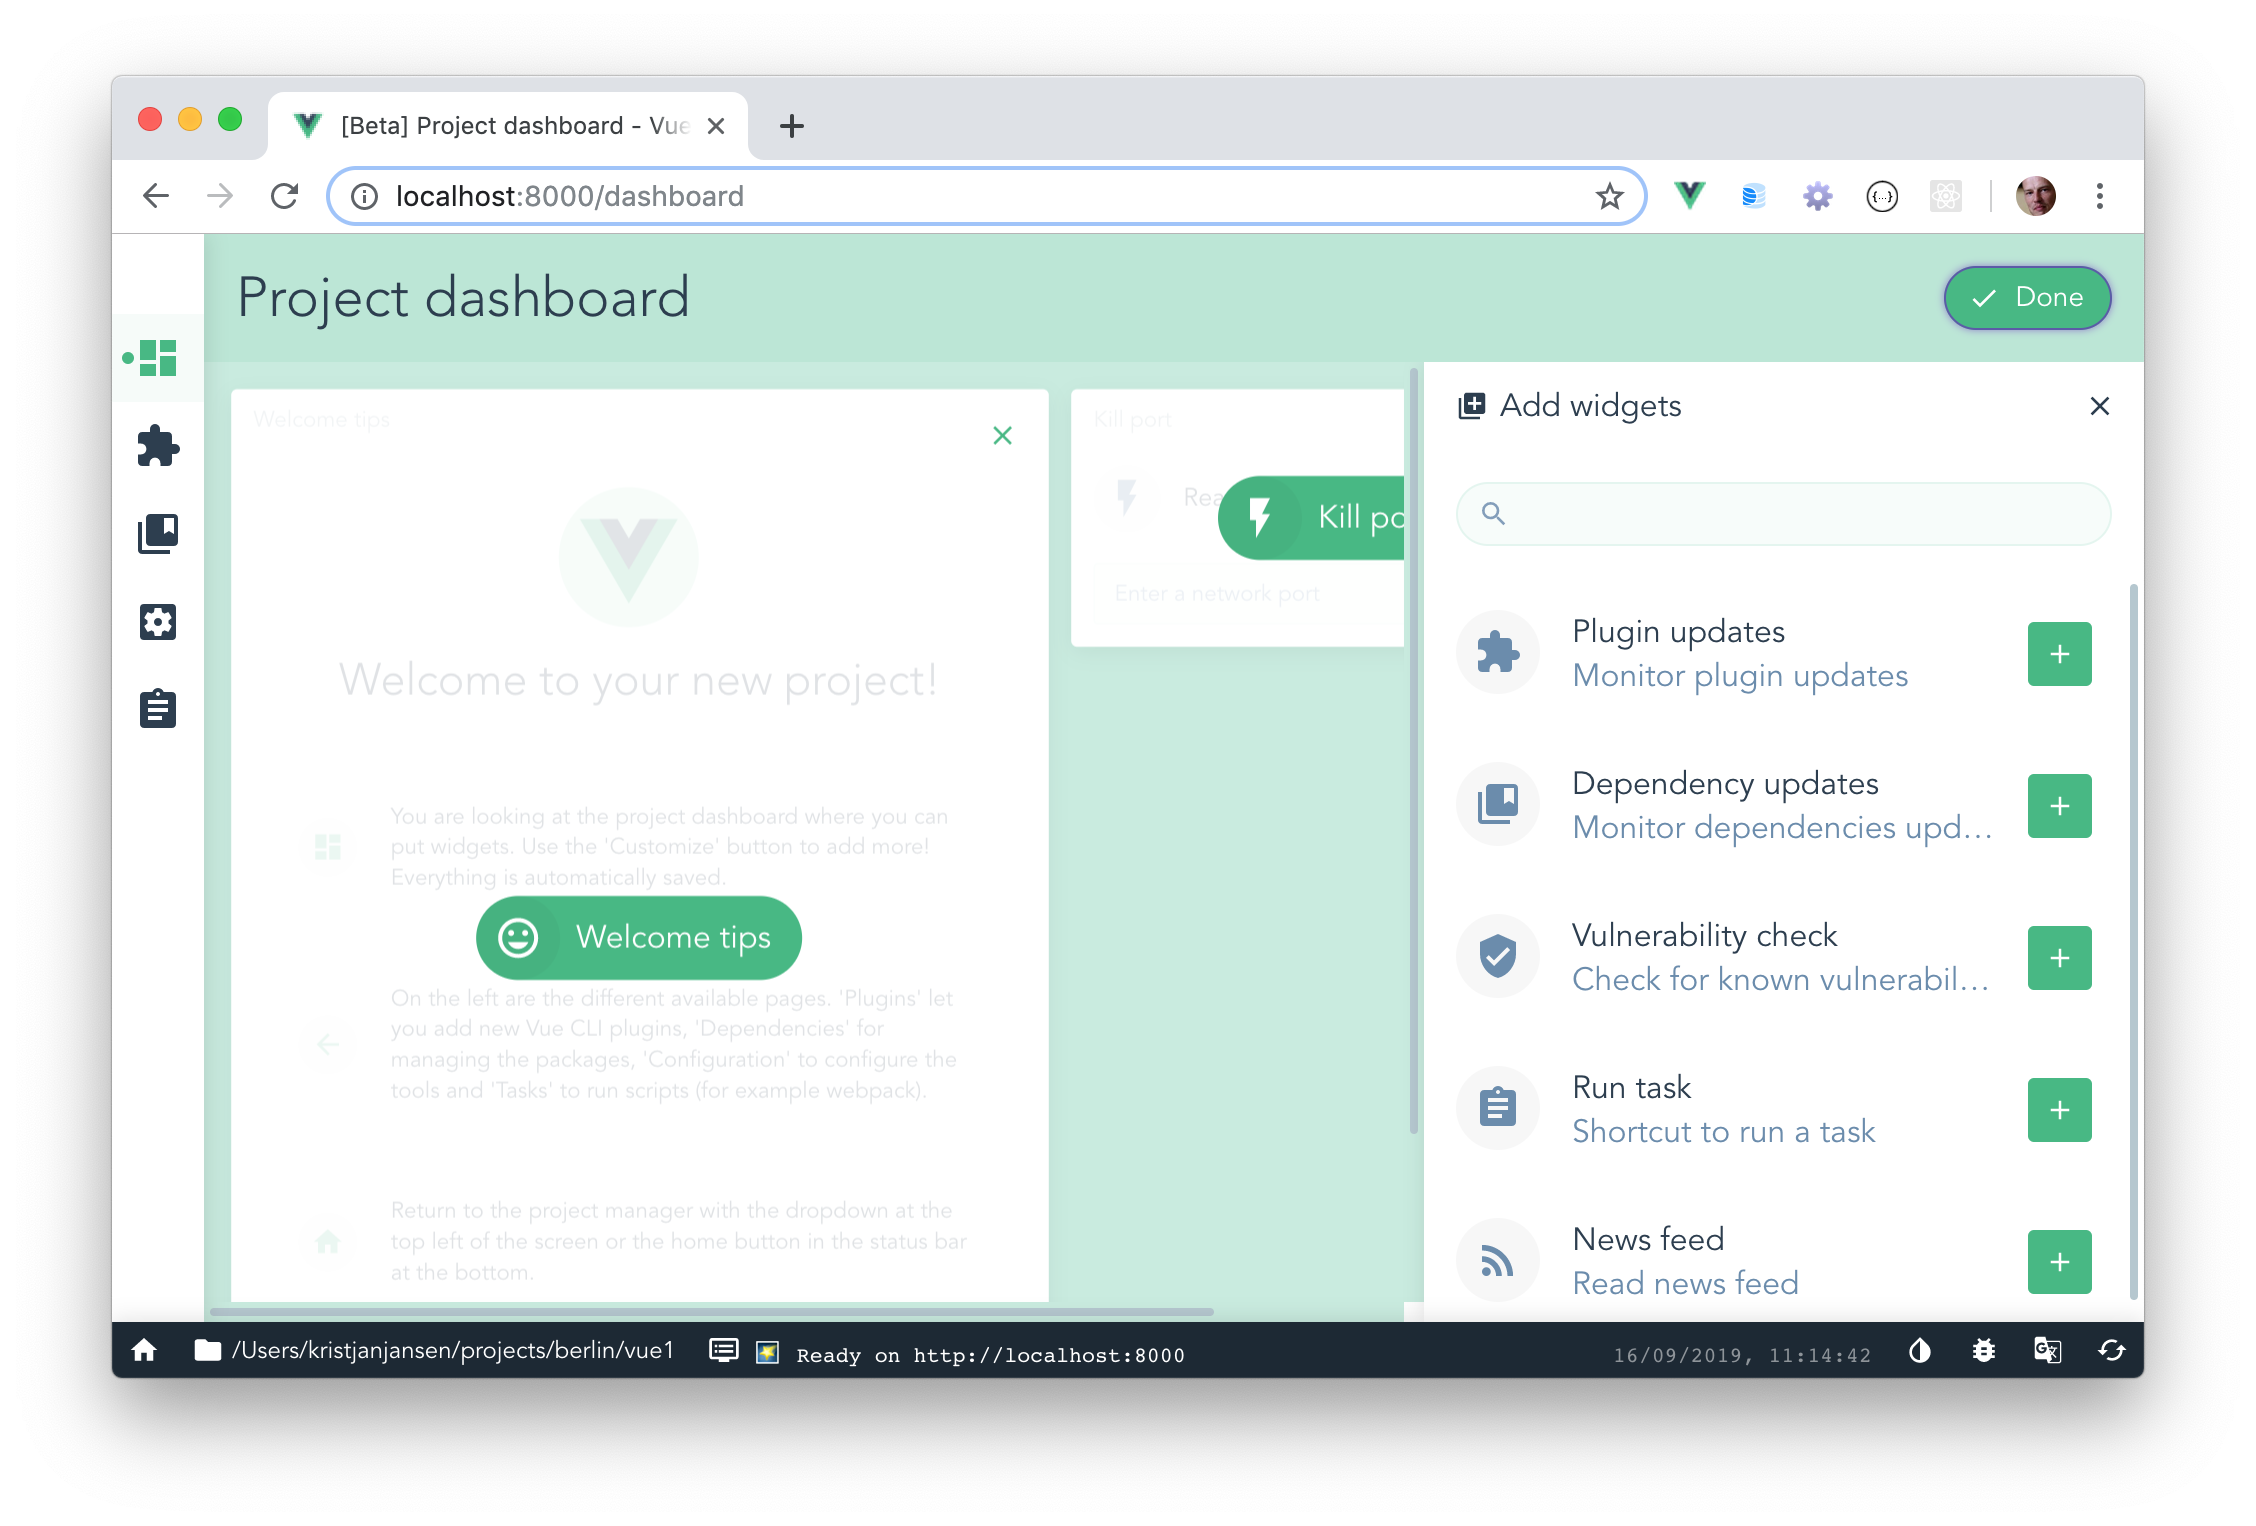 [Beta] Project dashboard - Vue
localhost:8000/dashboard
Project dashboard
Done
Welcome tips
Welcome to your new project!
You are looking at the project dashboard where you can
put widgets. Use the 'Customize' button to add more!
Everything is automatically saved.
Welcome tips
On the left are the different available pages. 'Plugins' let
you add new Vue CLI plugins, 'Dependencies' for
managing the packages, 'Configuration' to configure the
tools and 'Tasks' to run scripts (for example webpack).
Return to the project manager with the dropdown at the
top left of the screen or the home button in the status bar
at the bottom.
Kill port
Rea
Kill po
Enter a network port
Add widgets
Plugin updates
Monitor plugin updates
Dependency updates
Monitor dependencies upd...
Vulnerability check
Check for known vulnerabil...
Run task
Shortcut to run a task
News feed
Read news feed
/Users/kristjanjansen/projects/berlin/vue1
Ready on http://localhost:8000
16/09/2019, 11:14:42